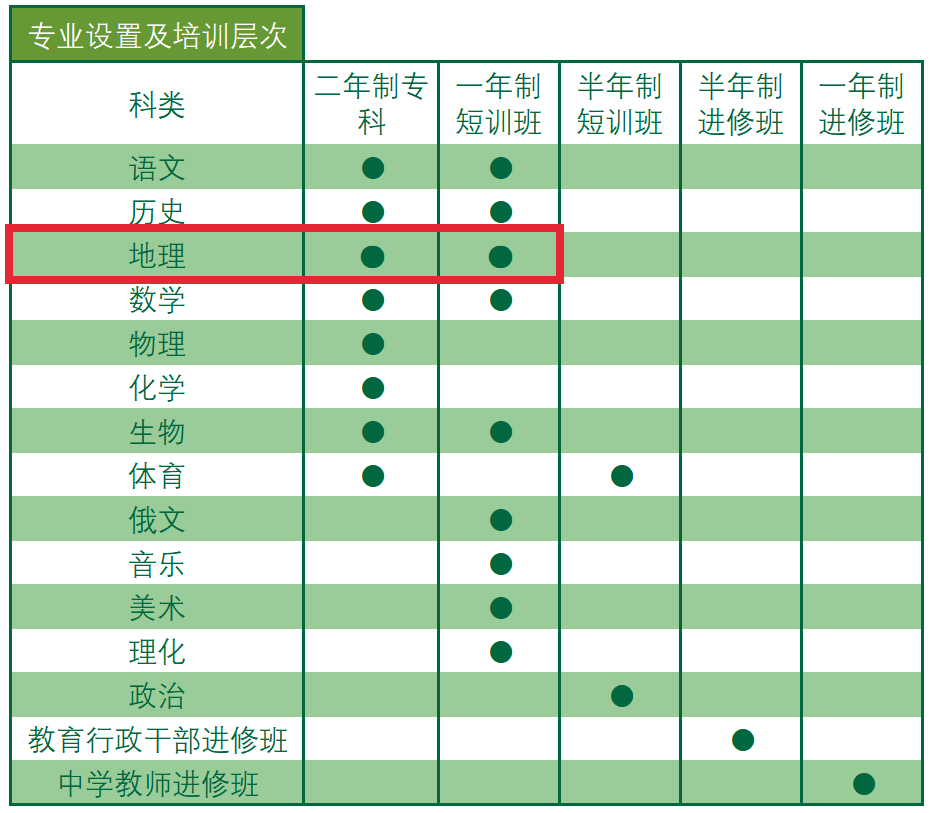 专业设置及培训层次
科类
二年制专
科
一年制
短训班
半年制
短训班
半年制
进修班
一年制
进修班
语文 ● ●
历史 ● ●
地理 ● ●
数学 ● ●
物理 ●
化学 ●
生物 ● ●
体育 ● ●
俄文 ●
音乐 ●
美术 ●
理化 ●
政治 ●
教育行政干部进修班 ●
中学教师进修班 ●